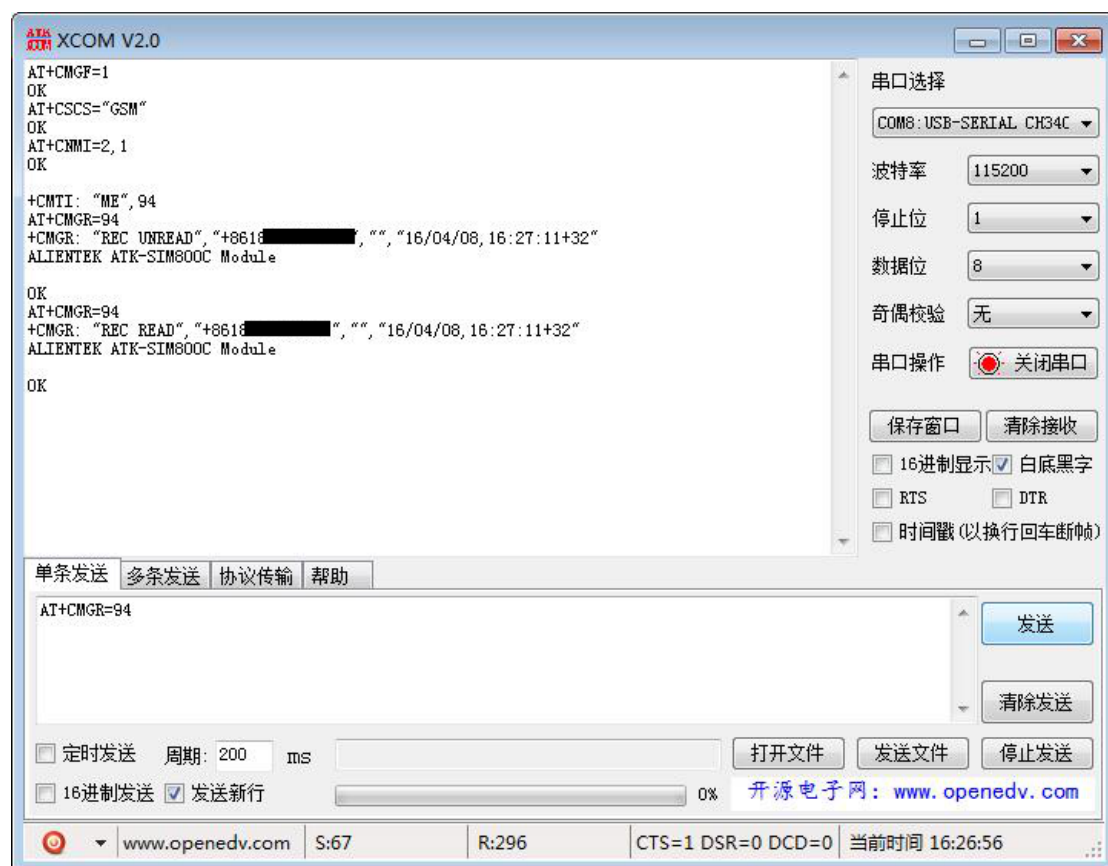 XCOM V2.0
AT+CMGF=1
OK
AT+CSCS="GSM"
OK
AT+CNMI=2,1
OK
+CMTI: "ME",94
AT+CMGR=94
+CMGR: "REC UNREAD","+8618 ","","16/04/08,16:27:11+32"
ALIENTEK ATK-SIM800C Module
OK
AT+CMGR=94
+CMGR: "REC READ","+8618 ","","16/04/08,16:27:11+32"
ALIENTEK ATK-SIM800C Module
OK
串口选择
COM8:USB-SERIAL CH34C
波特率 115200
停止位 1
数据位 8
奇偶校验 无
串口操作 关闭串口
保存窗口 清除接收
16进制显示 白底黑字
RTS DTR
时间戳(以换行回车断帧)
单条发送 多条发送 协议传输 帮助
AT+CMGR=94
发送
清除发送
定时发送 周期: 200 ms 打开文件 发送文件 停止发送
16进制发送 发送新行 0% 开源电子网: www.openedv.com
www.openedv.com S:67 R:296 CTS=1 DSR=0 DCD=0 当前时间 16:26:56